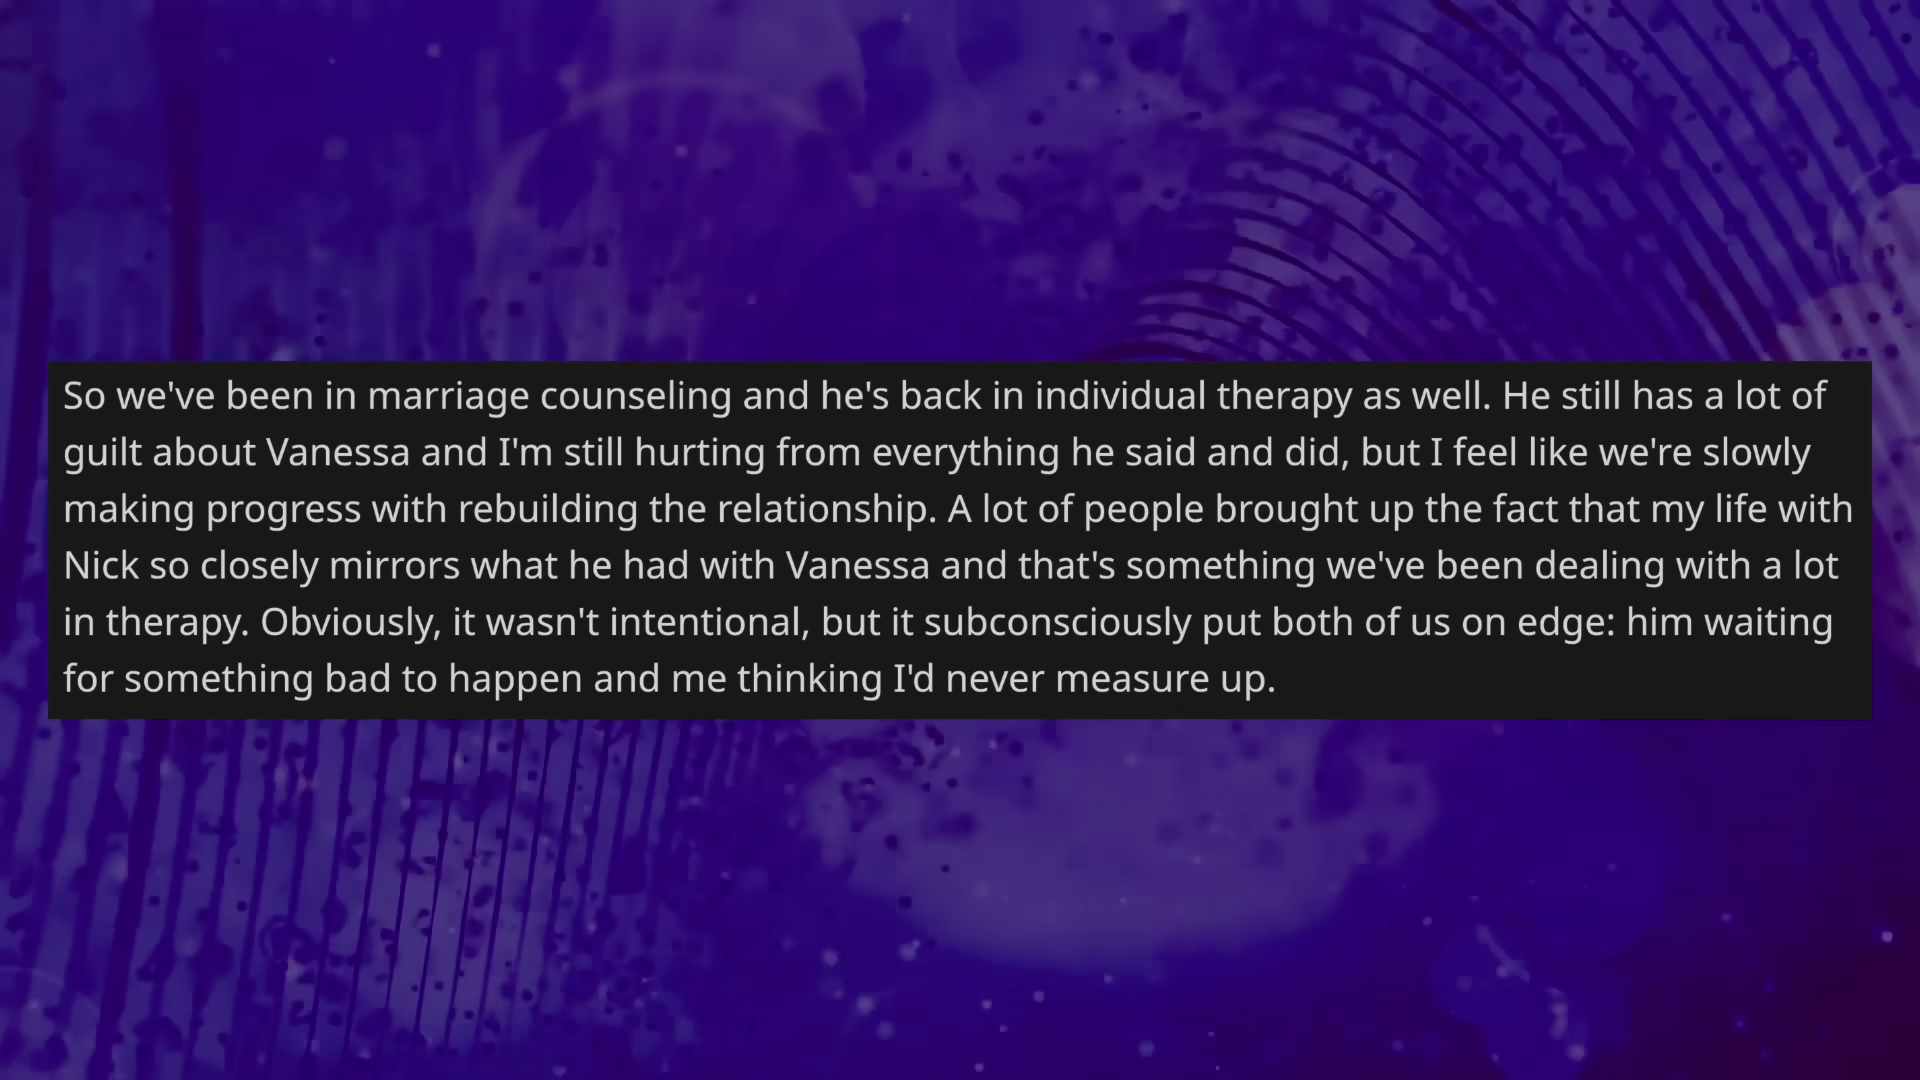 So we've been in marriage counseling and he's back in individual therapy as well. He still has a lot of
guilt about Vanessa and I'm still hurting from everything he said and did, but I feel like we're slowly
making progress with rebuilding the relationship. A lot of people brought up the fact that my life with
Nick so closely mirrors what he had with Vanessa and that's something we've been dealing with a lot
in therapy. Obviously, it wasn't intentional, but it subconsciously put both of us on edge: him waiting
for something bad to happen and me thinking I'd never measure up.